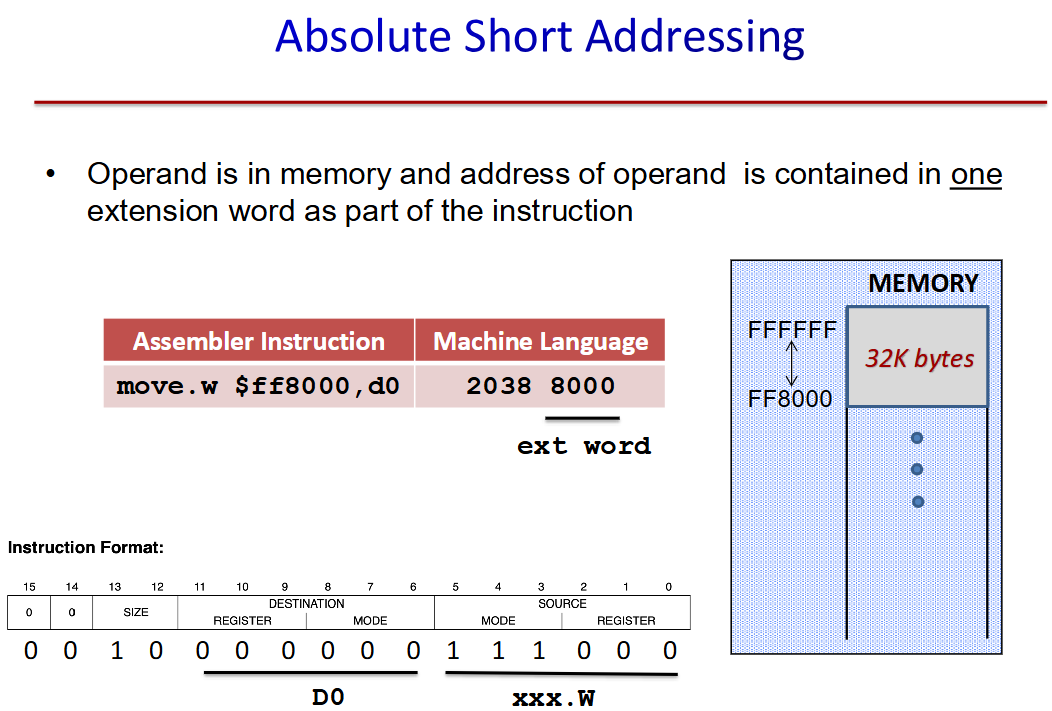 Absolute Short Addressing
• Operand is in memory and address of operand is contained in one
extension word as part of the instruction
Assembler Instruction Machine Language
move.w $ff8000,d0 2038 8000
ext word
MEMORY
FFFFFF
32K bytes
FF8000
Instruction Format:
15 14 13 12 11 10 9 8 7 6 5 4 3 2 1 0
0 0 SIZE DESTINATION SOURCE
REGISTER MODE MODE REGISTER
0 0 1 0 0 0 0 0 0 0 1 1 1 0 0 0
D0 xxx.W